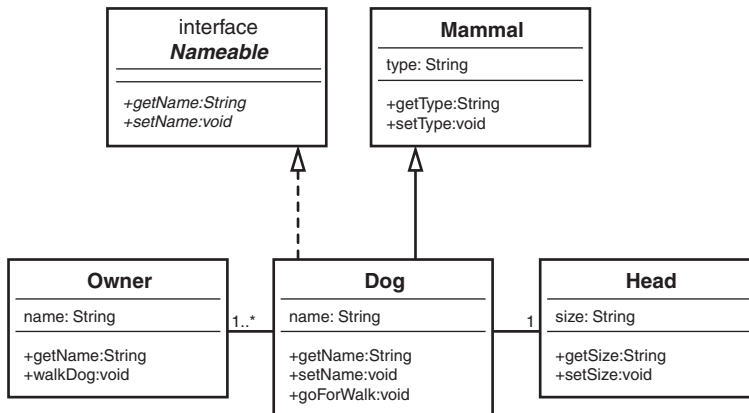 interface
Nameable
+getName:String
+setName:void
Mammal
type: String
+getType:String
+setType:void
Owner
name: String
+getName:String
+walkDog:void
1..*
Dog
name: String
+getName:String
+setName:void
+goForWalk:void
1
Head
size: String
+getSize:String
+setSize:void